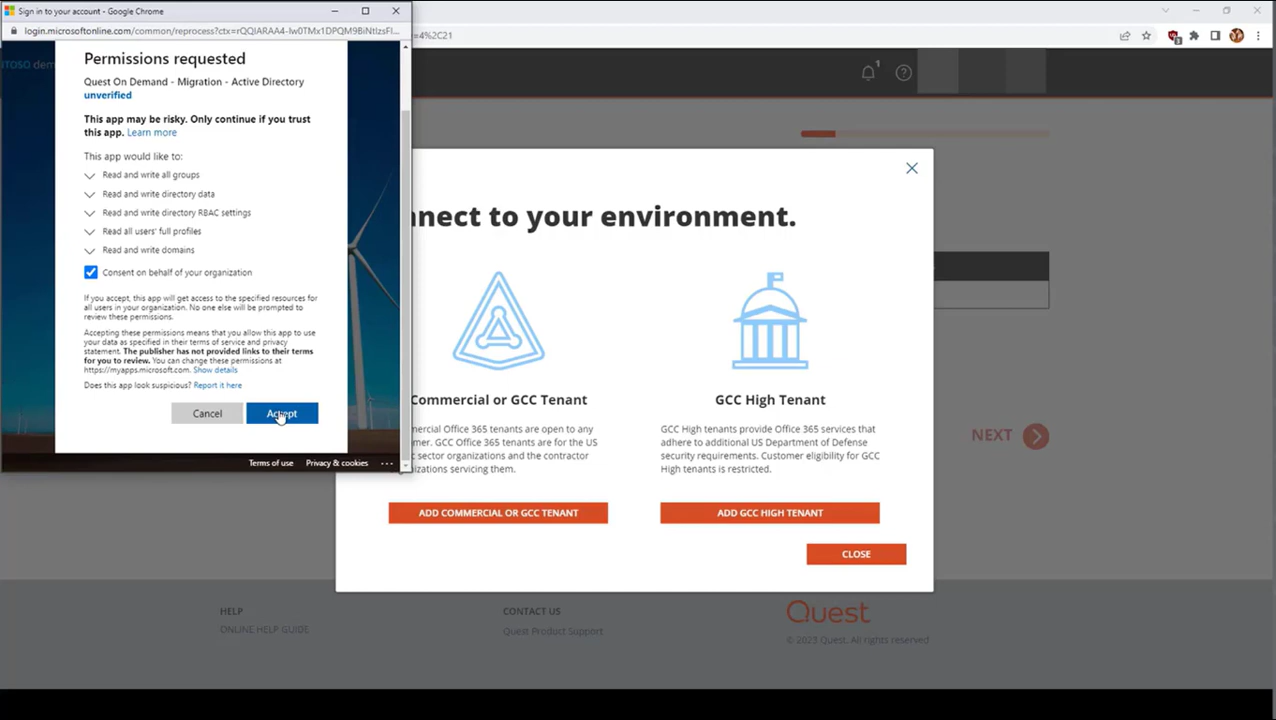 Sign in to your account - Google Chrome
login.microsoftonline.com/common/reprocess?ctx=
=4%2C21
1
Permissions requested
Quest On Demand - Migration - Active Directory
unverified
This app may be risky. Only continue if you trust
this app. Learn more
This app would like to:
Read and write all groups
Read and write directory data
Read and write directory RBAC settings
Read all users' full profiles
Read and write domains
Consent on behalf of your organization
If you accept, this app will get access to the specified resources for
all users in your organization. No one else will be prompted to
review these permissions.
Accepting these permissions means that you allow this app to use
your data as specified in their terms of service and privacy
statement. The publisher has not provided links to their terms
for you to review. You can change these permissions at
https://myapps.microsoft.com. Show details
Does this app look suspicious? Report it here
Cancel
Accept
Terms of use
Privacy & cookies
...
nnect to your environment.
Commercial or GCC Tenant
mercial Office 365 tenants are open to any
omer. GCC Office 365 tenants are for the US
c sector organizations and the contractor
anizations servicing them.
ADD COMMERCIAL OR GCC TENANT
GCC High Tenant
GCC High tenants provide Office 365 services that
adhere to additional US Department of Defense
security requirements. Customer eligibility for GCC
High tenants is restricted.
ADD GCC HIGH TENANT
CLOSE
NEXT
HELP
ONLINE HELP GUIDE
CONTACT US
Quest Product Support
Quest
© 2023 Quest. All rights reserved